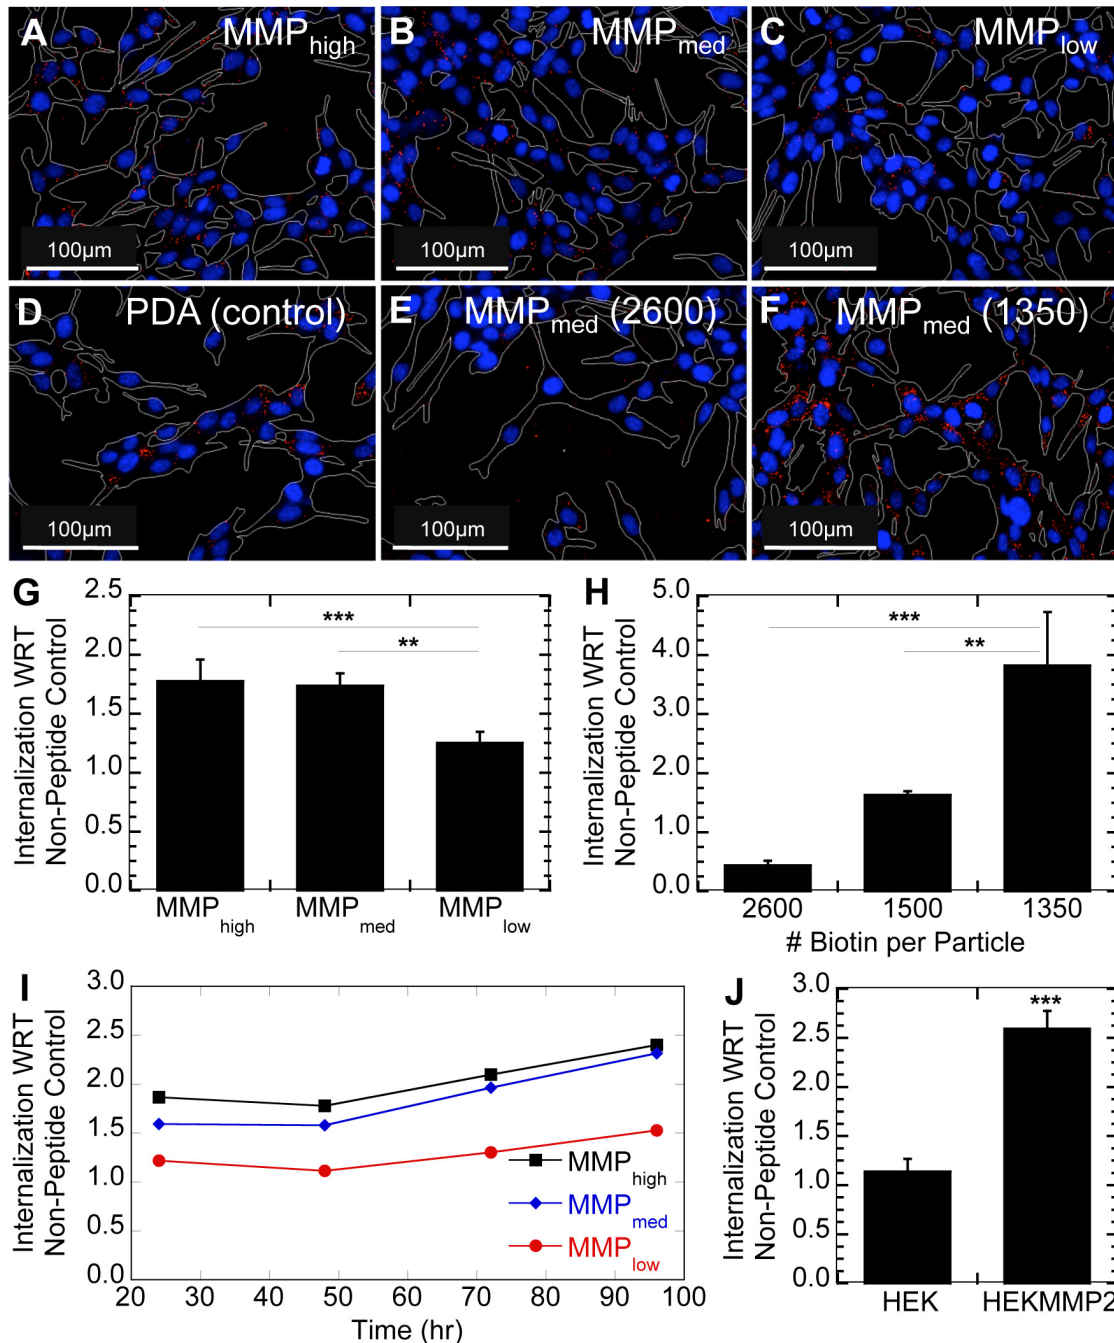 A MMPhigh
B MMPmed
C MMPlow
100µm
100µm
100µm
D PDA (control)
E MMPmed (2600)
F MMPmed (1350)
100µm
100µm
100µm
G
Internalization WRT
Non-Peptide Control
2.5
2.0
1.5
1.0
0.5
0.0
***
**
MMPhigh
MMPmed
MMPlow
H
Internalization WRT
Non-Peptide Control
5.0
4.0
3.0
2.0
1.0
0.0
***
**
2600
1500
1350
# Biotin per Particle
I
Internalization WRT
Non-Peptide Control
3.0
2.5
2.0
1.5
1.0
0.5
0.0
MMPhigh
MMPmed
MMPlow
20 30 40 50 60 70 80 90 100
Time (hr)
J
Internalization WRT
Non-Peptide Control
3.0
2.5
2.0
1.5
1.0
0.5
0.0
***
HEK
HEKMMP2